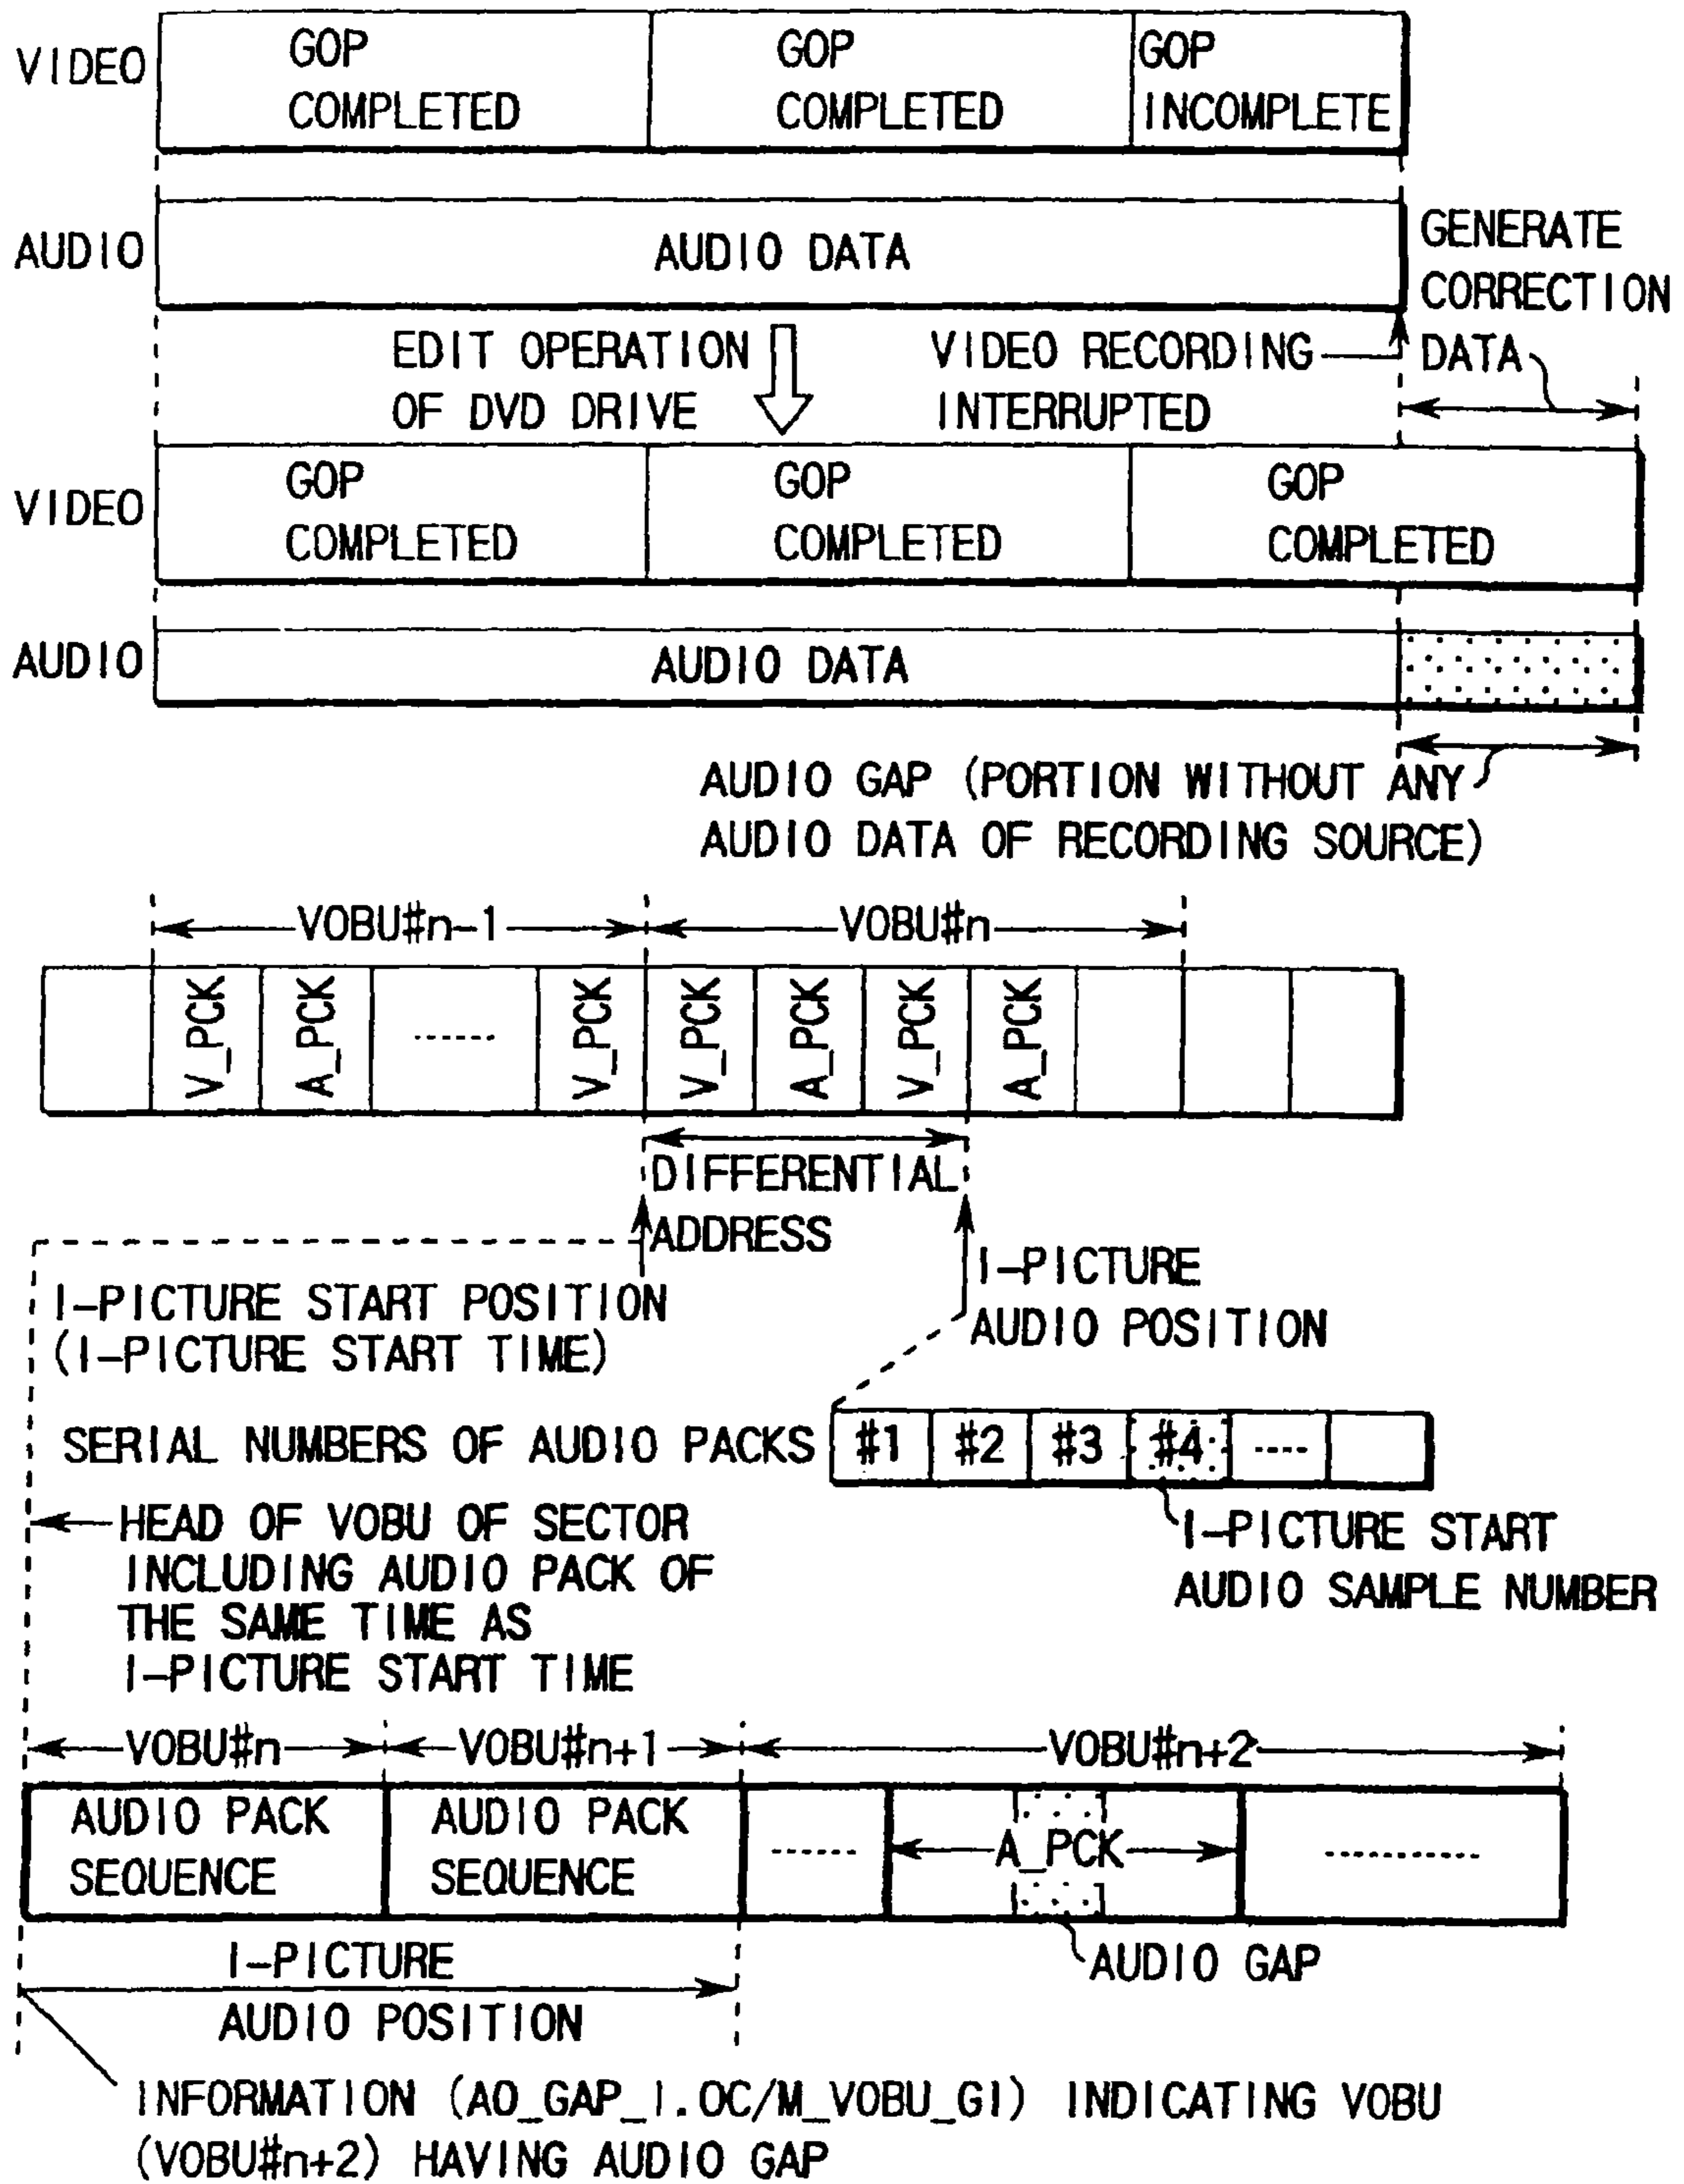 VIDEO
GOP
COMPLETED
GOP
COMPLETED
GOP
INCOMPLETE
AUDIO
AUDIO DATA
GENERATE
CORRECTION
DATA
EDIT OPERATION
OF DVD DRIVE
VIDEO RECORDING
INTERRUPTED
VIDEO
GOP
COMPLETED
GOP
COMPLETED
GOP
COMPLETED
AUDIO
AUDIO DATA
AUDIO GAP (PORTION WITHOUT ANY
AUDIO DATA OF RECORDING SOURCE)
VOBU#n-1
VOBU#n
V_PCK
A_PCK
V_PCK
V_PCK
A_PCK
V_PCK
A_PCK
DIFFERENTIAL
ADDRESS
I-PICTURE START POSITION
(I-PICTURE START TIME)
I-PICTURE
AUDIO POSITION
SERIAL NUMBERS OF AUDIO PACKS
#1
#2
#3
#4
I-PICTURE START
AUDIO SAMPLE NUMBER
HEAD OF VOBU OF SECTOR
INCLUDING AUDIO PACK OF
THE SAME TIME AS
I-PICTURE START TIME
VOBU#n
VOBU#n+1
VOBU#n+2
AUDIO PACK
SEQUENCE
AUDIO PACK
SEQUENCE
A_PCK
AUDIO GAP
I-PICTURE
AUDIO POSITION
INFORMATION (AO_GAP_I.OC/M_VOBU_GI) INDICATING VOBU
(VOBU#n+2) HAVING AUDIO GAP